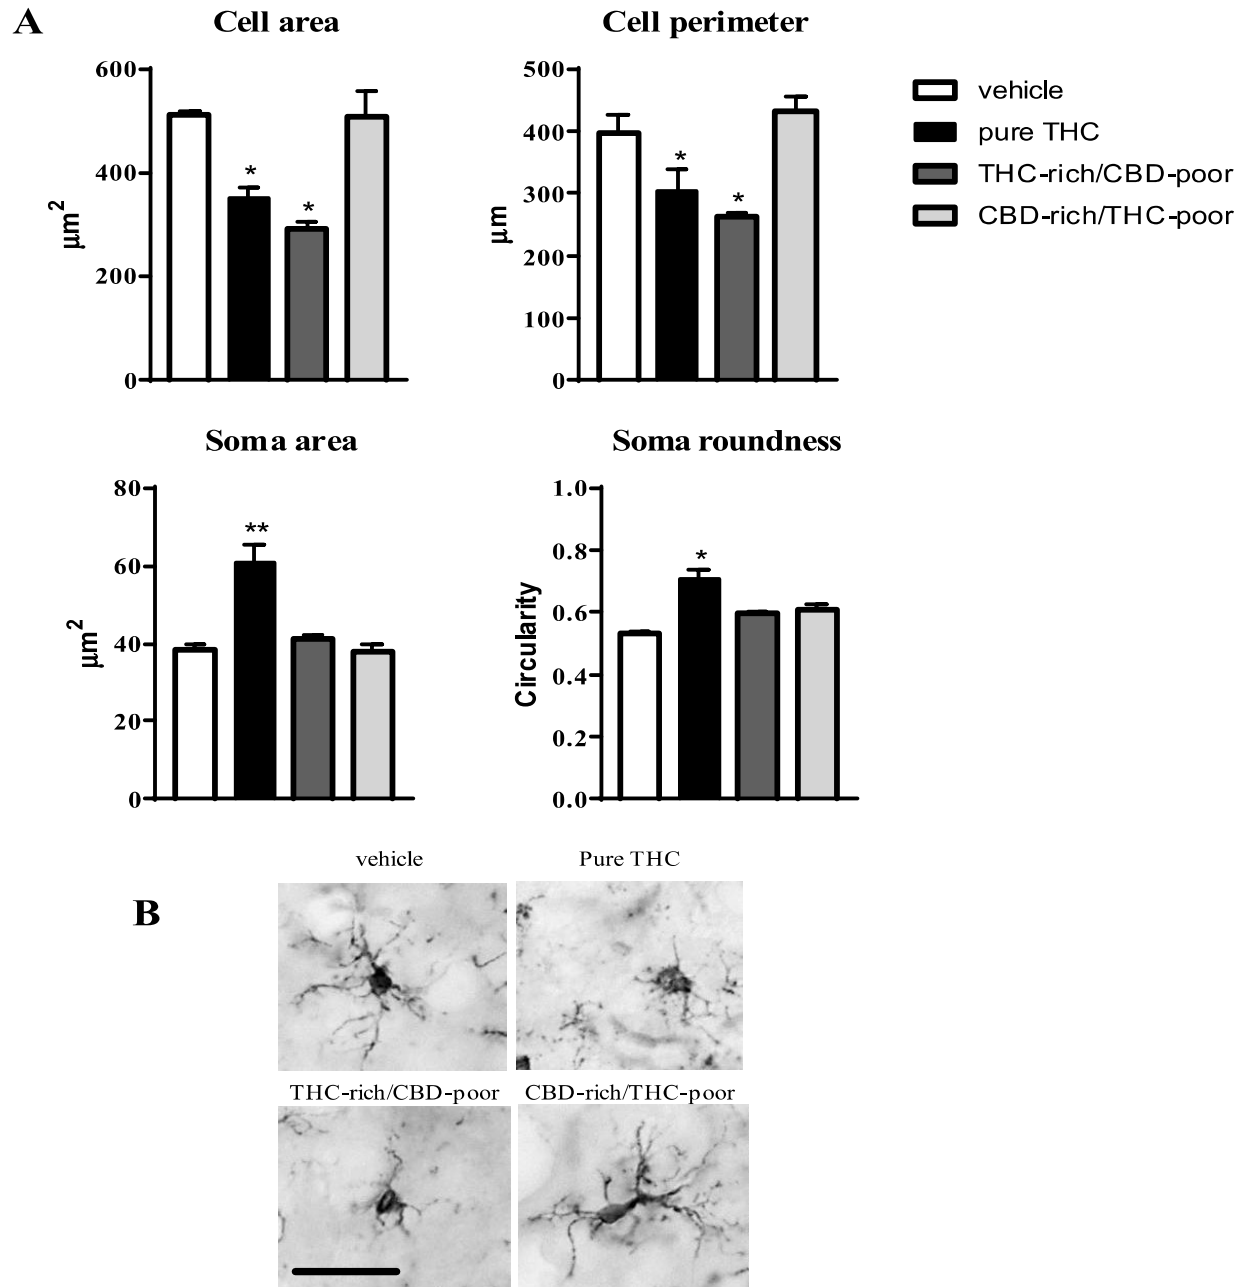 A
Cell area
Cell perimeter
600
400
200
0
μm²
*
*
500
400
300
200
100
0
μm
*
*
vehicle
pure THC
THC-rich/CBD-poor
CBD-rich/THC-poor
Soma area
Soma roundness
80
60
40
20
0
μm²
**
1.0
0.8
0.6
0.4
0.2
0.0
Circularity
*
B
vehicle
Pure THC
THC-rich/CBD-poor
CBD-rich/THC-poor